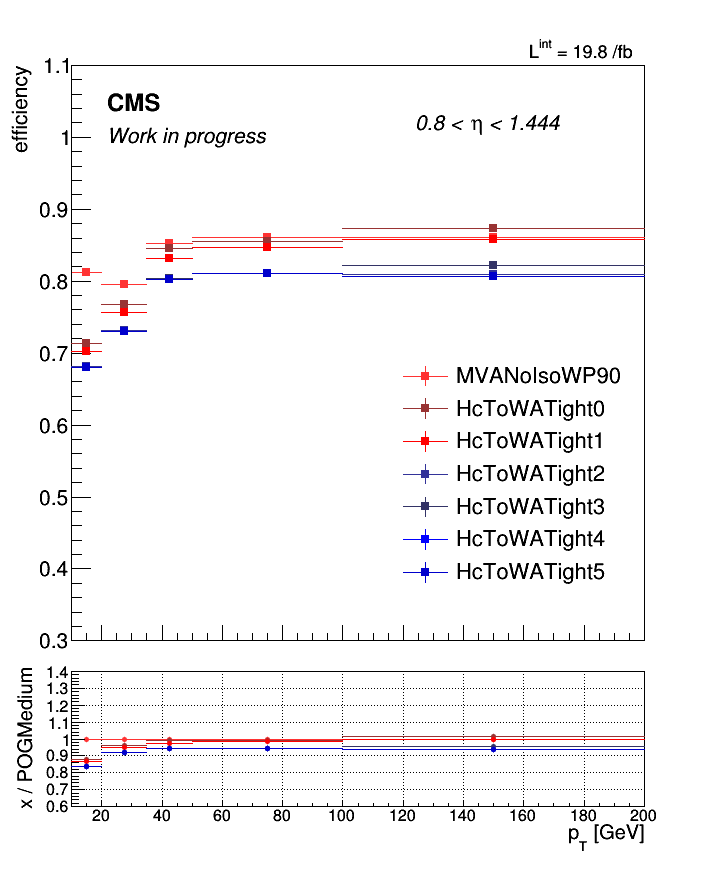 L^int = 19.8 /fb
efficiency
1.1
1
0.9
0.8
0.7
0.6
0.5
0.4
0.3
CMS
Work in progress
0.8 < η < 1.444
MVANoIsoWP90
HcToWATight0
HcToWATight1
HcToWATight2
HcToWATight3
HcToWATight4
HcToWATight5
x / POGMedium
1.4
1.3
1.2
1.1
1
0.9
0.8
0.7
0.6
20 40 60 80 100 120 140 160 180 200
p_T [GeV]